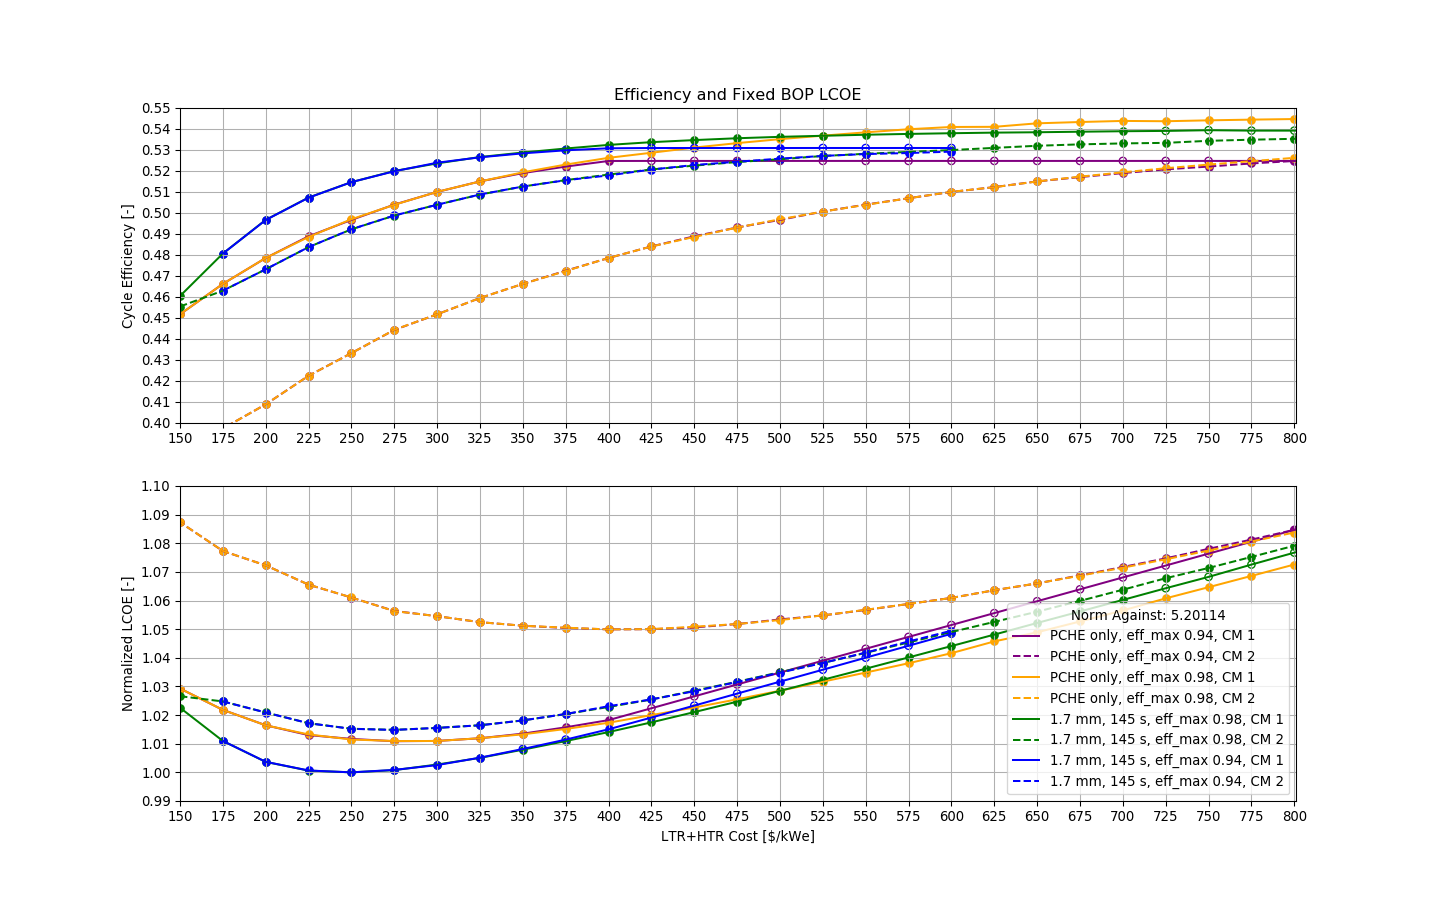 Efficiency and Fixed BOP LCOE
Cycle Efficiency [-]
0.55
0.54
0.53
0.52
0.51
0.50
0.49
0.48
0.47
0.46
0.45
0.44
0.43
0.42
0.41
0.40
150 175 200 225 250 275 300 325 350 375 400 425 450 475 500 525 550 575 600 625 650 675 700 725 750 775 800
Normalized LCOE [-]
1.10
1.09
1.08
1.07
1.06
1.05
1.04
1.03
1.02
1.01
1.00
0.99
Norm Against: 5.20114
PCHE only, eff_max 0.94, CM 1
PCHE only, eff_max 0.94, CM 2
PCHE only, eff_max 0.98, CM 1
PCHE only, eff_max 0.98, CM 2
1.7 mm, 145 s, eff_max 0.98, CM 1
1.7 mm, 145 s, eff_max 0.98, CM 2
1.7 mm, 145 s, eff_max 0.94, CM 1
1.7 mm, 145 s, eff_max 0.94, CM 2
150 175 200 225 250 275 300 325 350 375 400 425 450 475 500 525 550 575 600 625 650 675 700 725 750 775 800
LTR+HTR Cost [$/kWe]